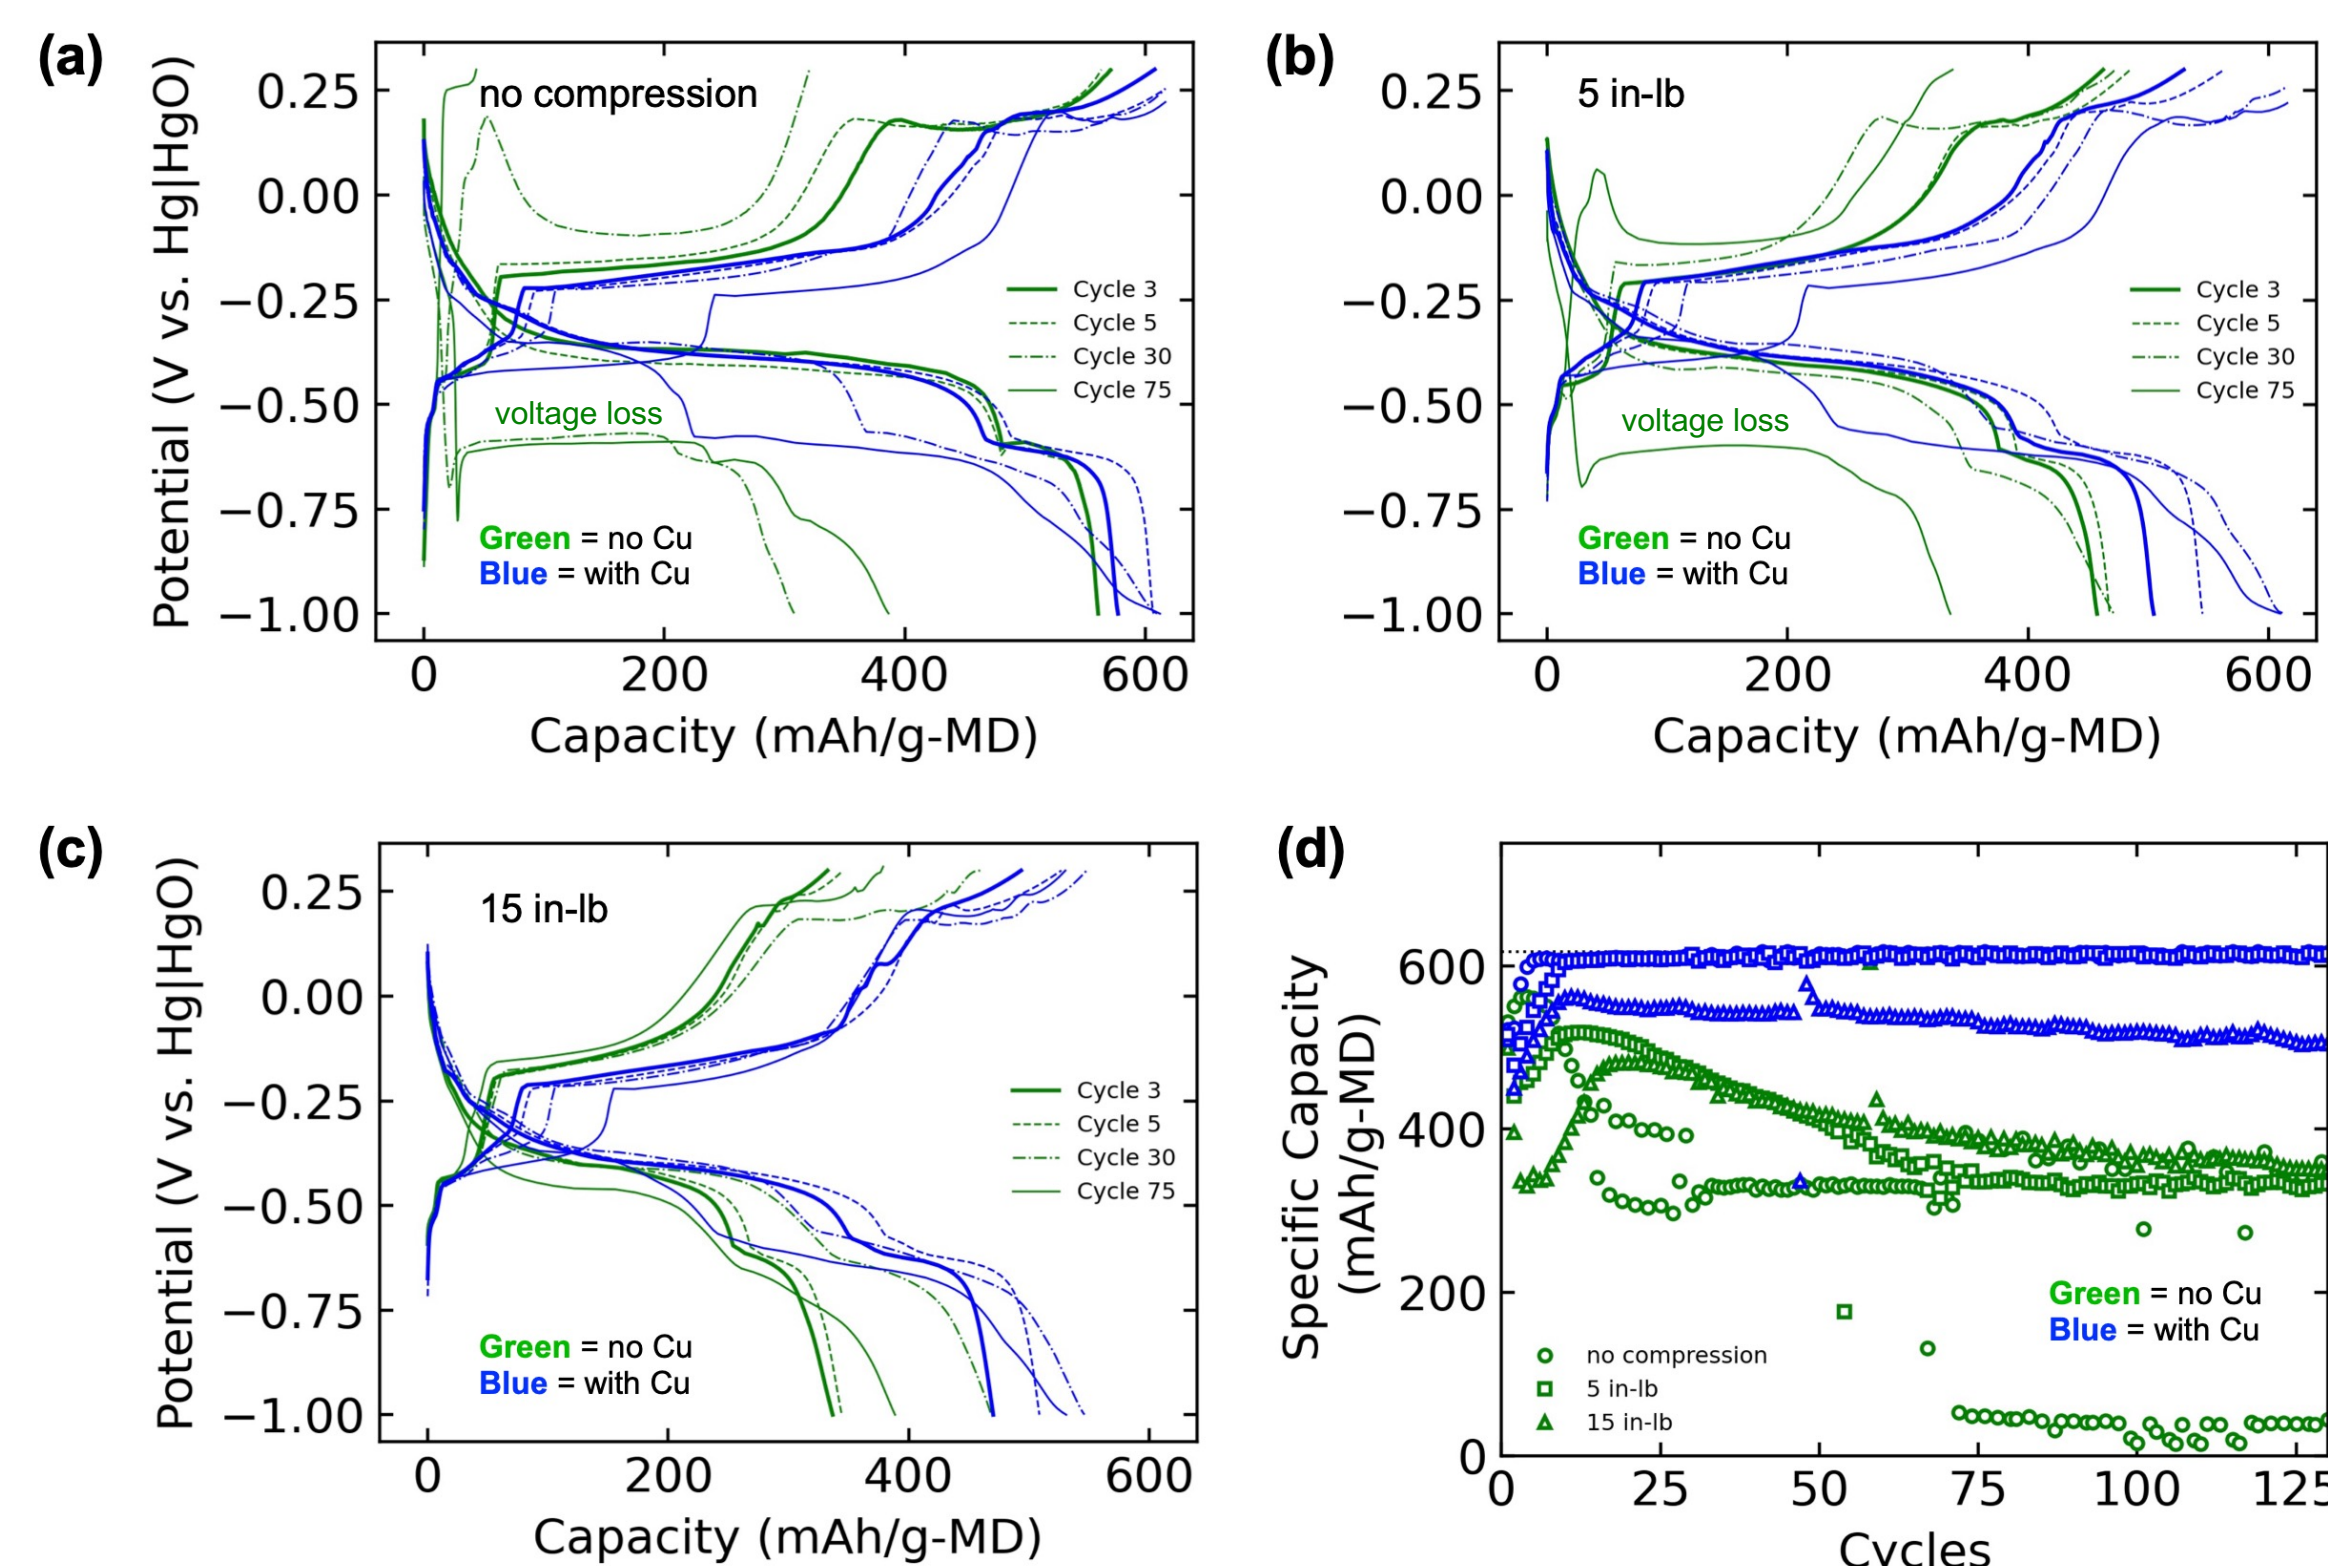 (a)
Potential (V vs. Hg|HgO)
0.25
0.00
−0.25
−0.50
−0.75
−1.00
no compression
Cycle 3
Cycle 5
Cycle 30
Cycle 75
voltage loss
Green = no Cu
Blue = with Cu
0 200 400 600
Capacity (mAh/g-MD)
(b)
0.25
0.00
−0.25
−0.50
−0.75
−1.00
5 in-lb
Cycle 3
Cycle 5
Cycle 30
Cycle 75
voltage loss
Green = no Cu
Blue = with Cu
0 200 400 600
Capacity (mAh/g-MD)
(c)
Potential (V vs. Hg|HgO)
0.25
0.00
−0.25
−0.50
−0.75
−1.00
15 in-lb
Cycle 3
Cycle 5
Cycle 30
Cycle 75
Green = no Cu
Blue = with Cu
0 200 400 600
Capacity (mAh/g-MD)
(d)
Specific Capacity
(mAh/g-MD)
600
400
200
0
Green = no Cu
Blue = with Cu
no compression
5 in-lb
15 in-lb
0 25 50 75 100 125
Cycles